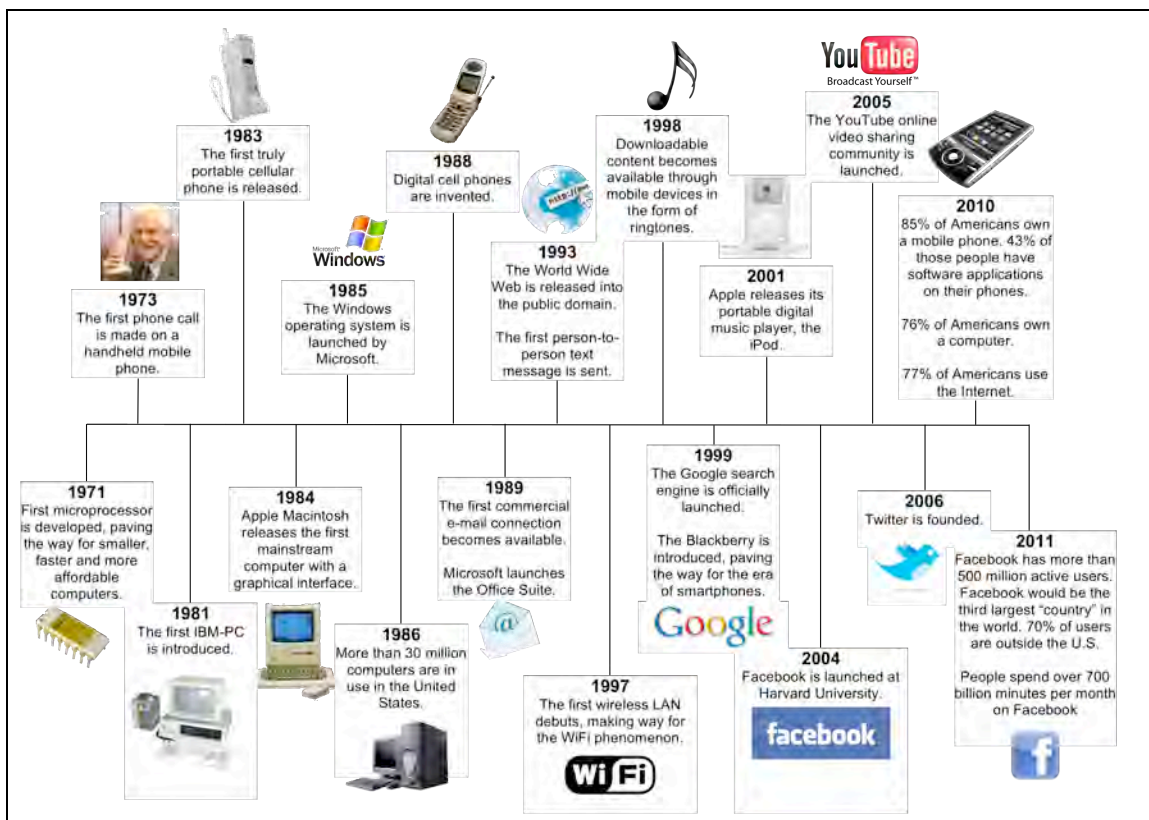 You Tube
Broadcast Yourself™
1983
The first truly
portable cellular
phone is released.
1988
Digital cell phones
are invented.
1998
Downloadable
content becomes
available through
mobile devices in
the form of
ringtones.
2005
The YouTube online
video sharing
community is
launched.
2010
85% of Americans own
a mobile phone. 43% of
those people have
software applications
on their phones.
76% of Americans own
a computer.
77% of Americans use
the Internet.
1973
The first phone call
is made on a
handheld mobile
phone.
Microsoft
Windows
1985
The Windows
operating system is
launched by
Microsoft.
1993
The World Wide
Web is released into
the public domain.
The first person-to-
person text
message is sent.
2001
Apple releases its
portable digital
music player, the
iPod.
1971
First microprocessor
is developed, paving
the way for smaller,
faster and more
affordable
computers.
1981
The first IBM-PC
is introduced.
1984
Apple Macintosh
releases the first
mainstream
computer with a
graphical interface.
1986
More than 30 million
computers are in
use in the United
States.
1989
The first commercial
e-mail connection
becomes available.
Microsoft launches
the Office Suite.
@
1997
The first wireless LAN
debuts, making way for
the WiFi phenomenon.
Wi Fi
1999
The Google search
engine is officially
launched.
The Blackberry is
introduced, paving
the way for the era
of smartphones.
Google
2004
Facebook is launched at
Harvard University.
facebook
2006
Twitter is founded.
2011
Facebook has more than
500 million active users.
Facebook would be the
third largest “country” in
the world. 70% of users
are outside the U.S.
People spend over 700
billion minutes per month
on Facebook
f